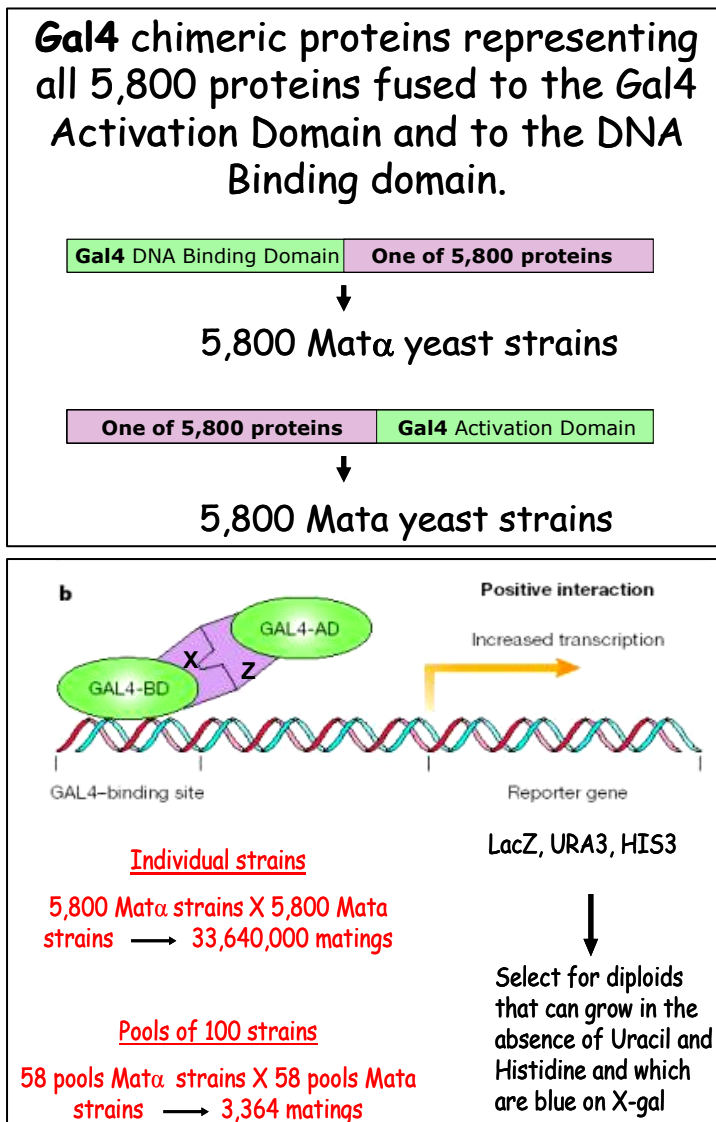 Gal4 chimeric proteins representing
all 5,800 proteins fused to the Gal4
Activation Domain and to the DNA
Binding domain.
Gal4 DNA Binding Domain One of 5,800 proteins
5,800 Matα yeast strains
One of 5,800 proteins Gal4 Activation Domain
5,800 Mata yeast strains
b
Positive interaction
GAL4-AD
Increased transcription
X
Z
GAL4-BD
GAL4–binding site
Reporter gene
LacZ, URA3, HIS3
Individual strains
5,800 Matα strains X 5,800 Mata
strains → 33,640,000 matings
Select for diploids
that can grow in the
absence of Uracil and
Histidine and which
are blue on X-gal
Pools of 100 strains
58 pools Matα strains X 58 pools Mata
strains → 3,364 matings